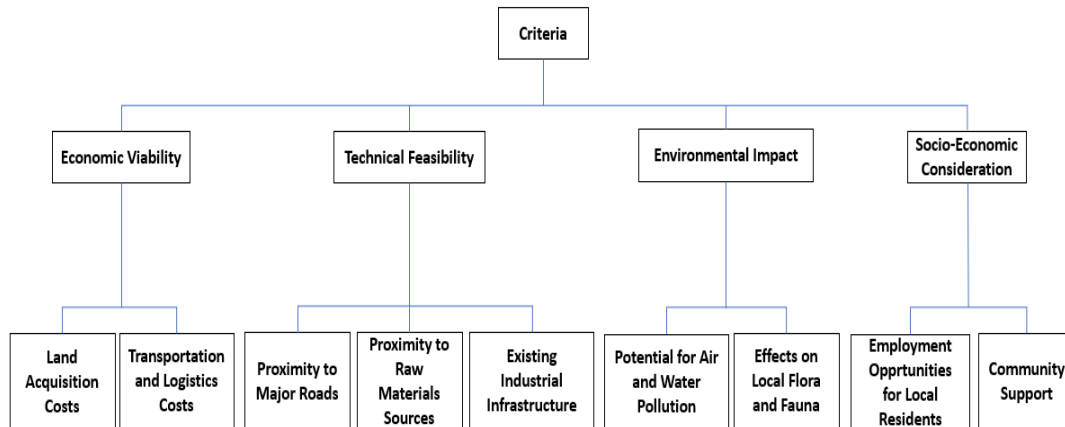 Criteria
Economic Viability
Technical Feasibility
Environmental Impact
Socio-Economic
Consideration
Land
Acquisition
Costs
Transportation
and Logistics
Costs
Proximity to
Major Roads
Proximity to
Raw
Materials
Sources
Existing
Industrial
Infrastructure
Potential for Air
and Water
Pollution
Effects on
Local Flora
and Fauna
Employment
Opprtunities
for Local
Residents
Community
Support